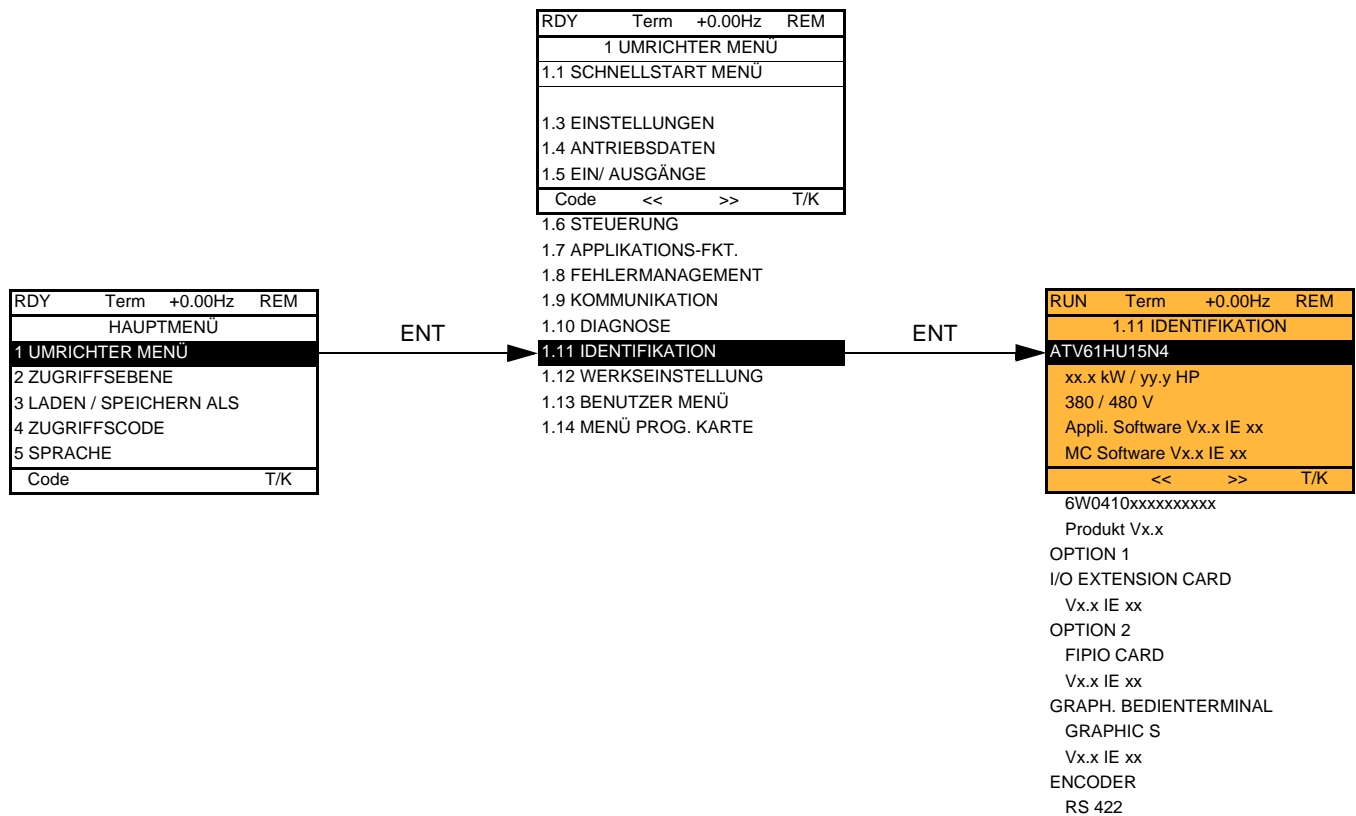 RDY Term +0.00Hz REM
1 UMRICHTER MENÜ
1.1 SCHNELLSTART MENÜ
1.3 EINSTELLUNGEN
1.4 ANTRIEBSDATEN
1.5 EIN/ AUSGÄNGE
Code << >> T/K
1.6 STEUERUNG
1.7 APPLIKATIONS-FKT.
1.8 FEHLERMANAGEMENT
1.9 KOMMUNIKATION
1.10 DIAGNOSE
1.11 IDENTIFIKATION
1.12 WERKSEINSTELLUNG
1.13 BENUTZER MENÜ
1.14 MENÜ PROG. KARTE
RDY Term +0.00Hz REM
HAUPTMENÜ
1 UMRICHTER MENÜ
2 ZUGRIFFSEBENE
3 LADEN / SPEICHERN ALS
4 ZUGRIFFSCODE
5 SPRACHE
Code T/K
ENT
ENT
RUN Term +0.00Hz REM
1.11 IDENTIFIKATION
ATV61HU15N4
xx.x kW / yy.y HP
380 / 480 V
Appli. Software Vx.x IE xx
MC Software Vx.x IE xx
<< >> T/K
6W0410xxxxxxxxxx
Produkt Vx.x
OPTION 1
I/O EXTENSION CARD
Vx.x IE xx
OPTION 2
FIPIO CARD
Vx.x IE xx
GRAPH. BEDIENTERMINAL
GRAPHIC S
Vx.x IE xx
ENCODER
RS 422